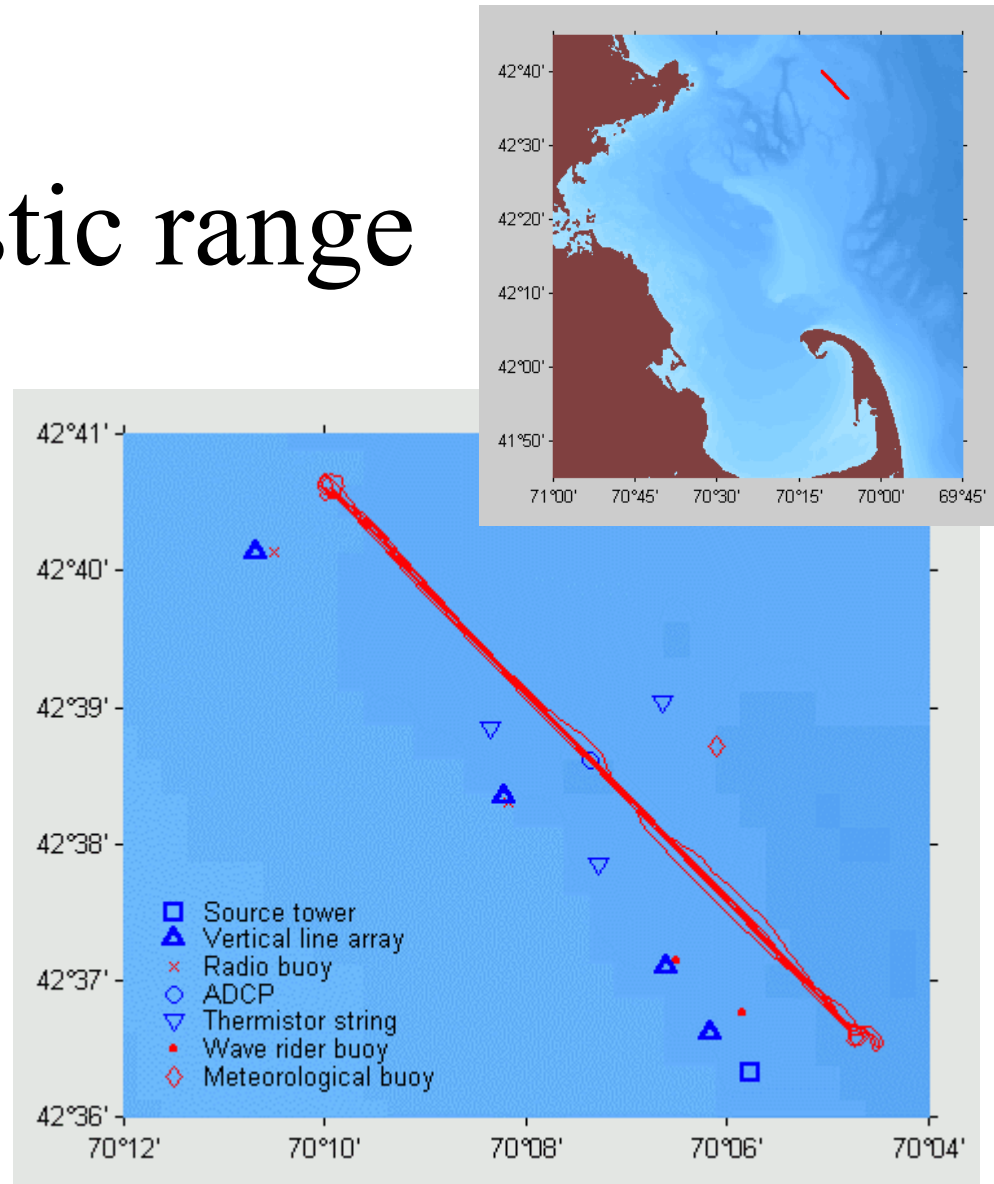 stic range
42°40'
42°30'
42°20'
42°10'
42°00'
41°50'
71°00' 70°45' 70°30' 70°15' 70°00' 69°45'
42°41'
42°40'
42°39'
42°38'
42°37'
42°36'
Source tower
Vertical line array
Radio buoy
ADCP
Thermistor string
Wave rider buoy
Meteorological buoy
70°12' 70°10' 70°08' 70°06' 70°04'